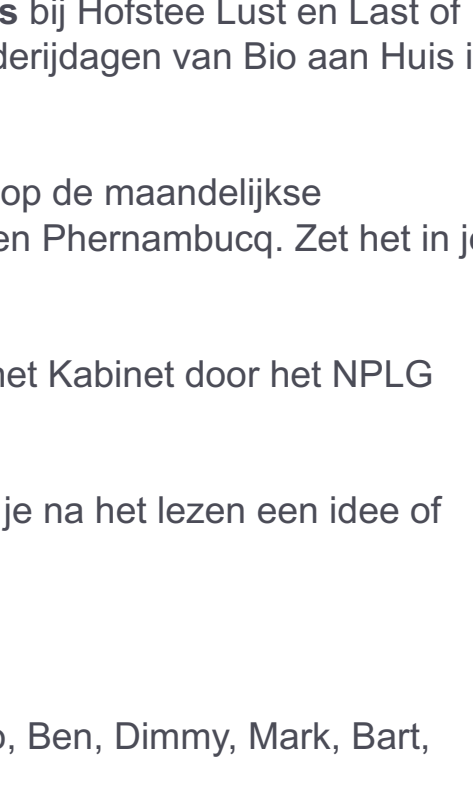 s bij Hofstee Lust en Last of
derijdagen van Bio aan Huis i
op de maandelijkse
en Phernambucq. Zet het in je
het Kabinet door het NPLG
je na het lezen een idee of
o, Ben, Dimmy, Mark, Bart,